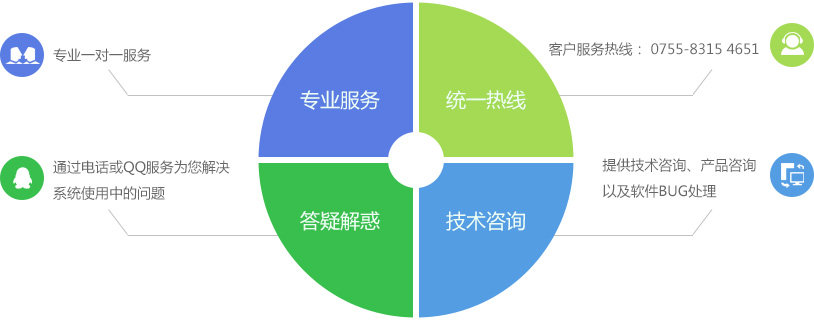 专业一对一服务
客户服务热线： 0755-8315 4651
专业服务
统一热线
通过电话或QQ服务为您解决
系统使用中的问题
提供技术咨询、产品咨询
以及软件BUG处理
答疑解惑
技术咨询